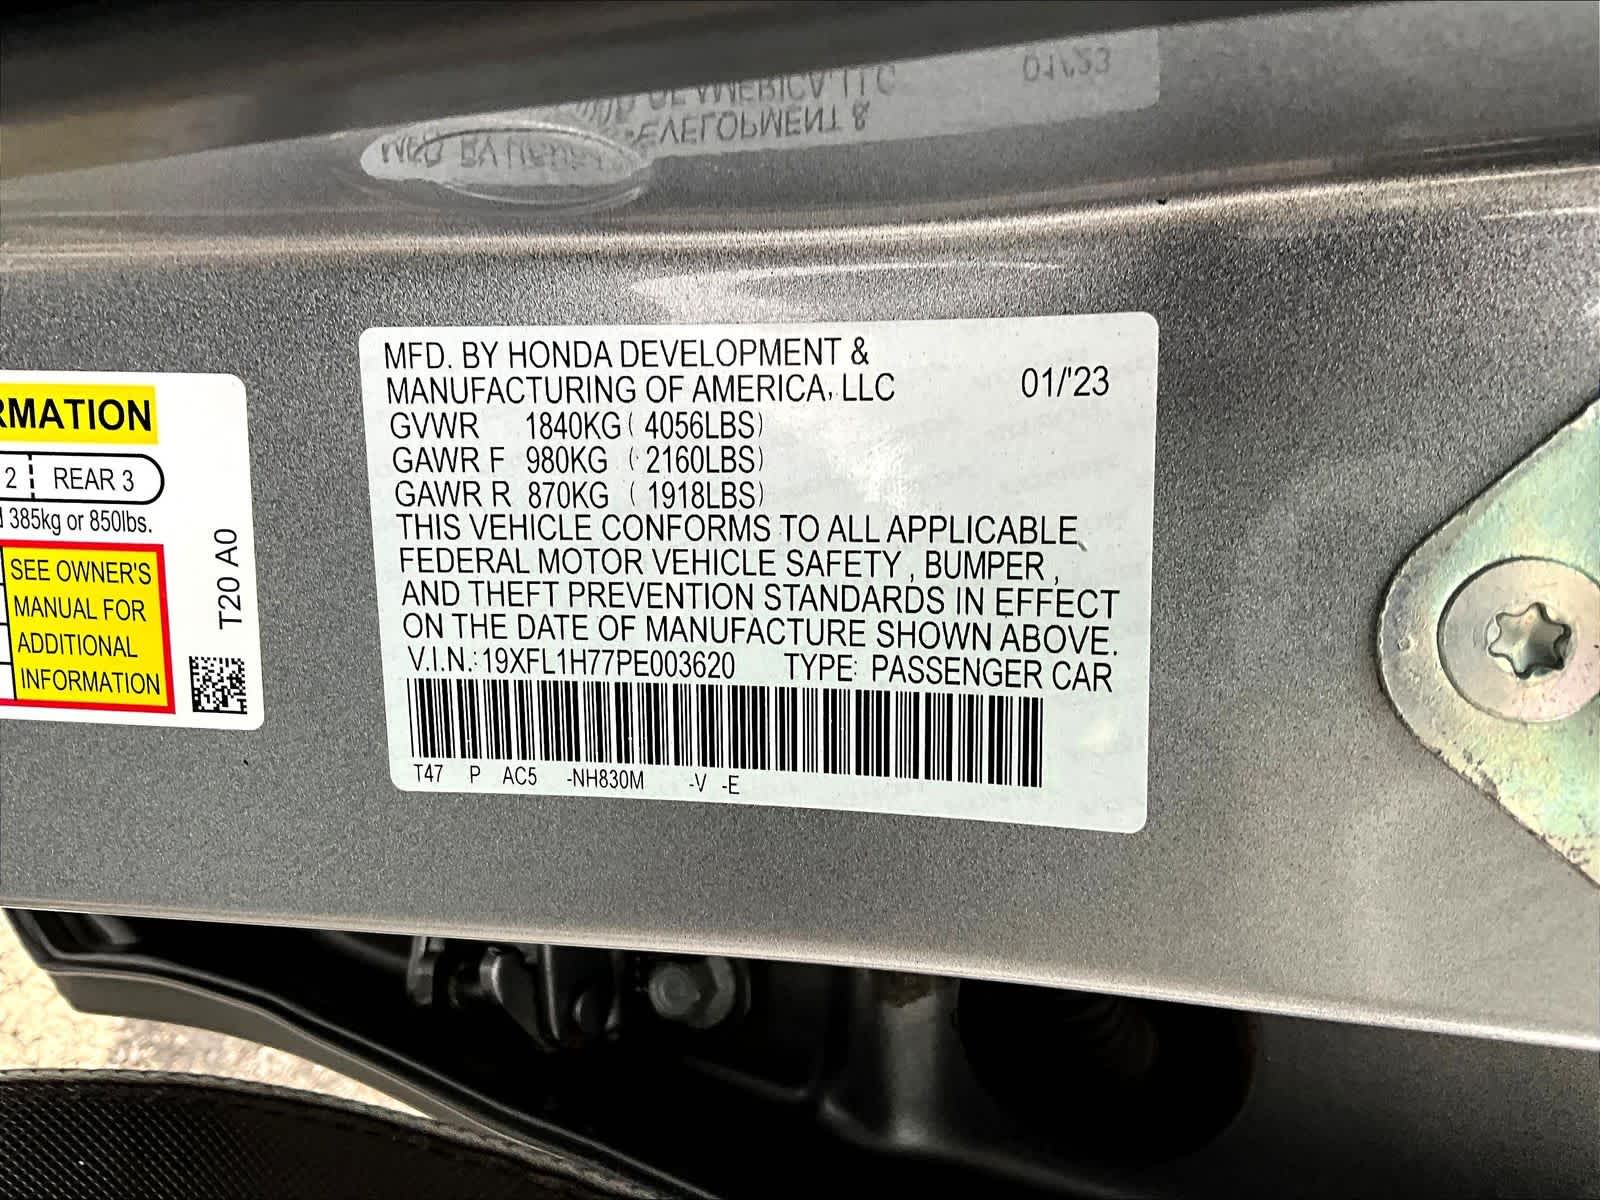 MFD. BY HONDA DEVELOPMENT &
MANUFACTURING OF AMERICA, LLC 01/'23
GVWR 1840KG ( 4056LBS)
GAWR F 980KG ( 2160LBS)
GAWR R 870KG ( 1918LBS)
THIS VEHICLE CONFORMS TO ALL APPLICABLE
FEDERAL MOTOR VEHICLE SAFETY , BUMPER ,
AND THEFT PREVENTION STANDARDS IN EFFECT
ON THE DATE OF MANUFACTURE SHOWN ABOVE.
V.I.N.:19XFL1H77PE003620 TYPE: PASSENGER CAR
T47 P AC5 -NH830M -V -E
2 REAR 3
385kg or 850lbs.
SEE OWNER'S
MANUAL FOR
ADDITIONAL
INFORMATION
T20 A0